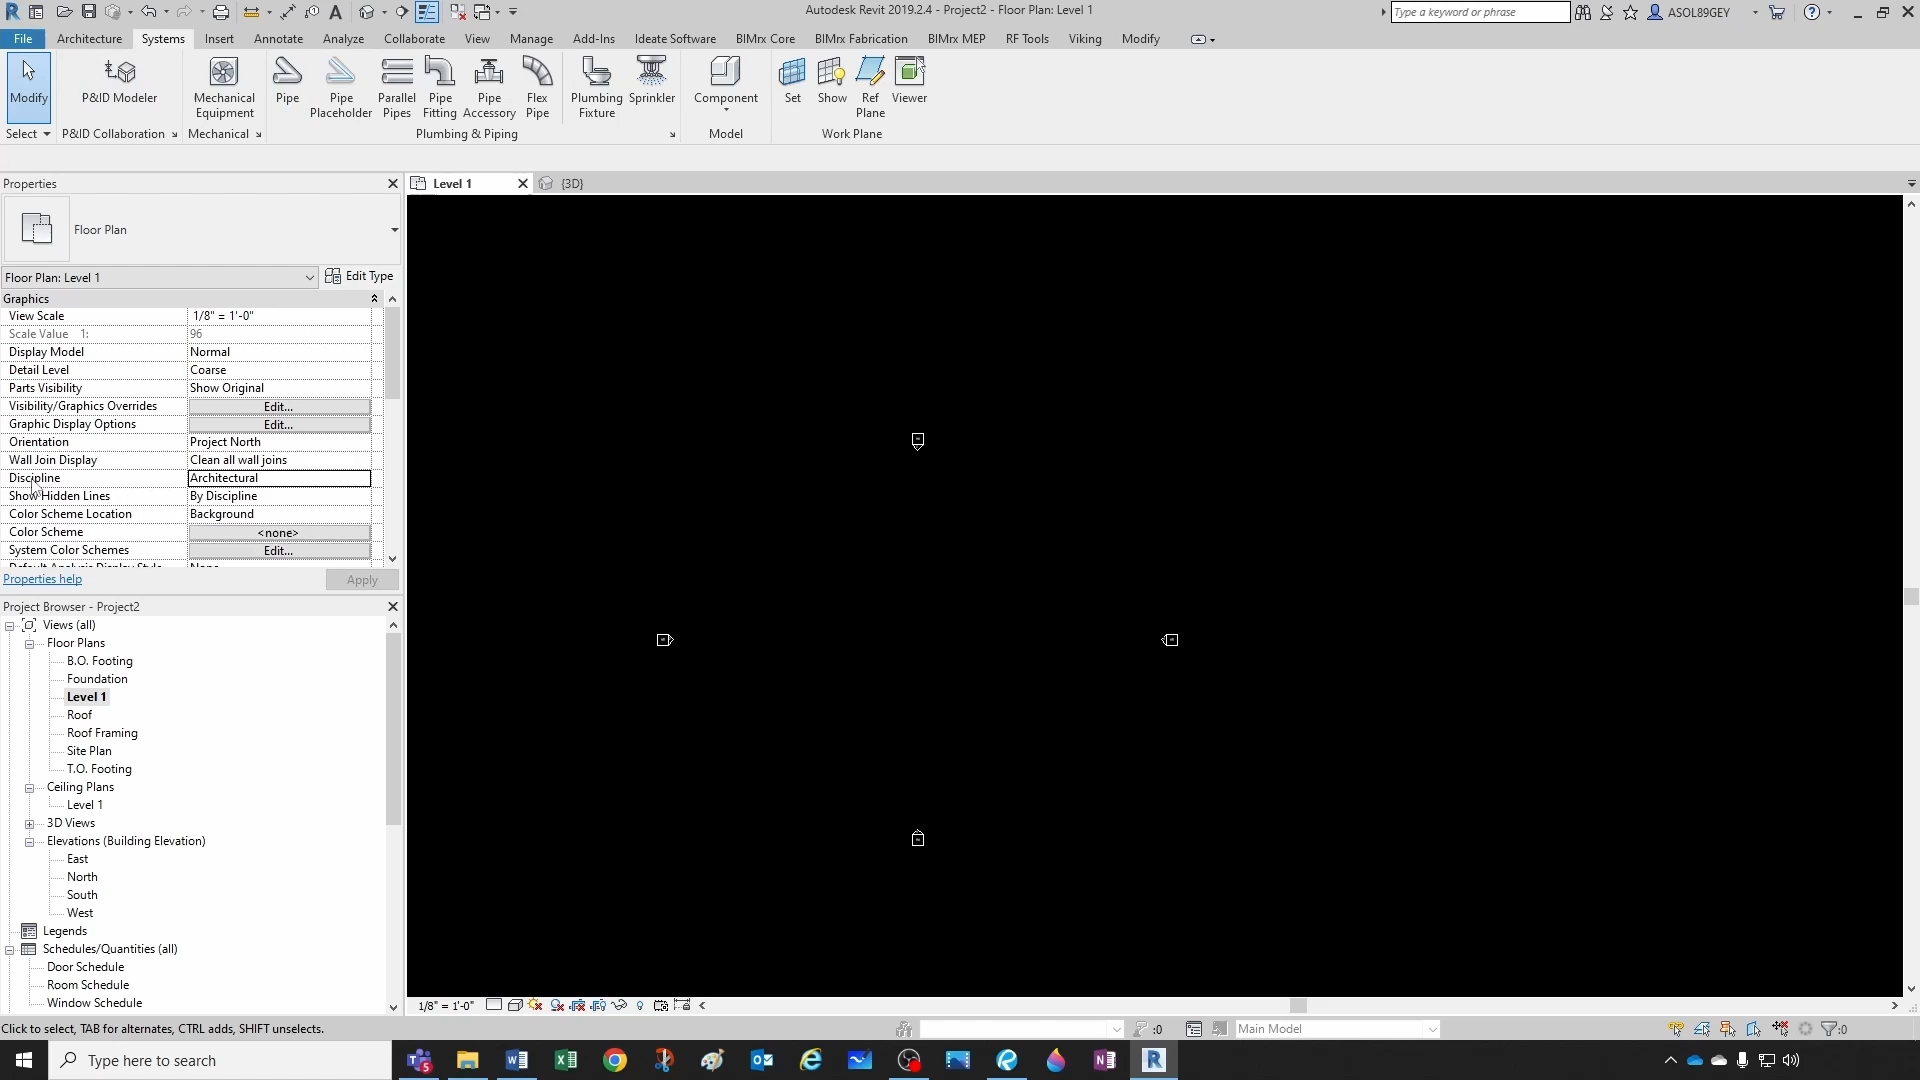 Autodesk Revit 2019.2.4 - Project2 - Floor Plan: Level 1
Type a keyword or phrase
ASOL89GEY
File Architecture Systems Insert Annotate Analyze Collaborate View Manage Add-Ins Ideate Software BIMrx Core BIMrx Fabrication BIMrx MEP RF Tools Viking Modify
Modify
P&ID Modeler
Mechanical
Equipment
Pipe
Pipe
Placeholder
Parallel
Pipes
Pipe
Fitting
Pipe
Accessory
Flex
Pipe
Plumbing
Fixture
Sprinkler
Component
Set
Show
Ref
Plane
Viewer
Select P&ID Collaboration Mechanical Plumbing & Piping Model Work Plane
Properties
Level 1
{3D}
Floor Plan
Floor Plan: Level 1
Edit Type
Graphics
View Scale 1/8" = 1'-0"
Scale Value 1: 96
Display Model Normal
Detail Level Coarse
Parts Visibility Show Original
Visibility/Graphics Overrides Edit...
Graphic Display Options Edit...
Orientation Project North
Wall Join Display Clean all wall joins
Discipline Architectural
Show Hidden Lines By Discipline
Color Scheme Location Background
Color Scheme <none>
System Color Schemes Edit...
Default Analysis Display Style None
Properties help
Apply
Project Browser - Project2
Views (all)
Floor Plans
B.O. Footing
Foundation
Level 1
Roof
Roof Framing
Site Plan
T.O. Footing
Ceiling Plans
Level 1
3D Views
Elevations (Building Elevation)
East
North
South
West
Legends
Schedules/Quantities (all)
Door Schedule
Room Schedule
Window Schedule
1/8" = 1'-0"
Click to select, TAB for alternates, CTRL adds, SHIFT unselects.
:0
Main Model
:0
Type here to search
5